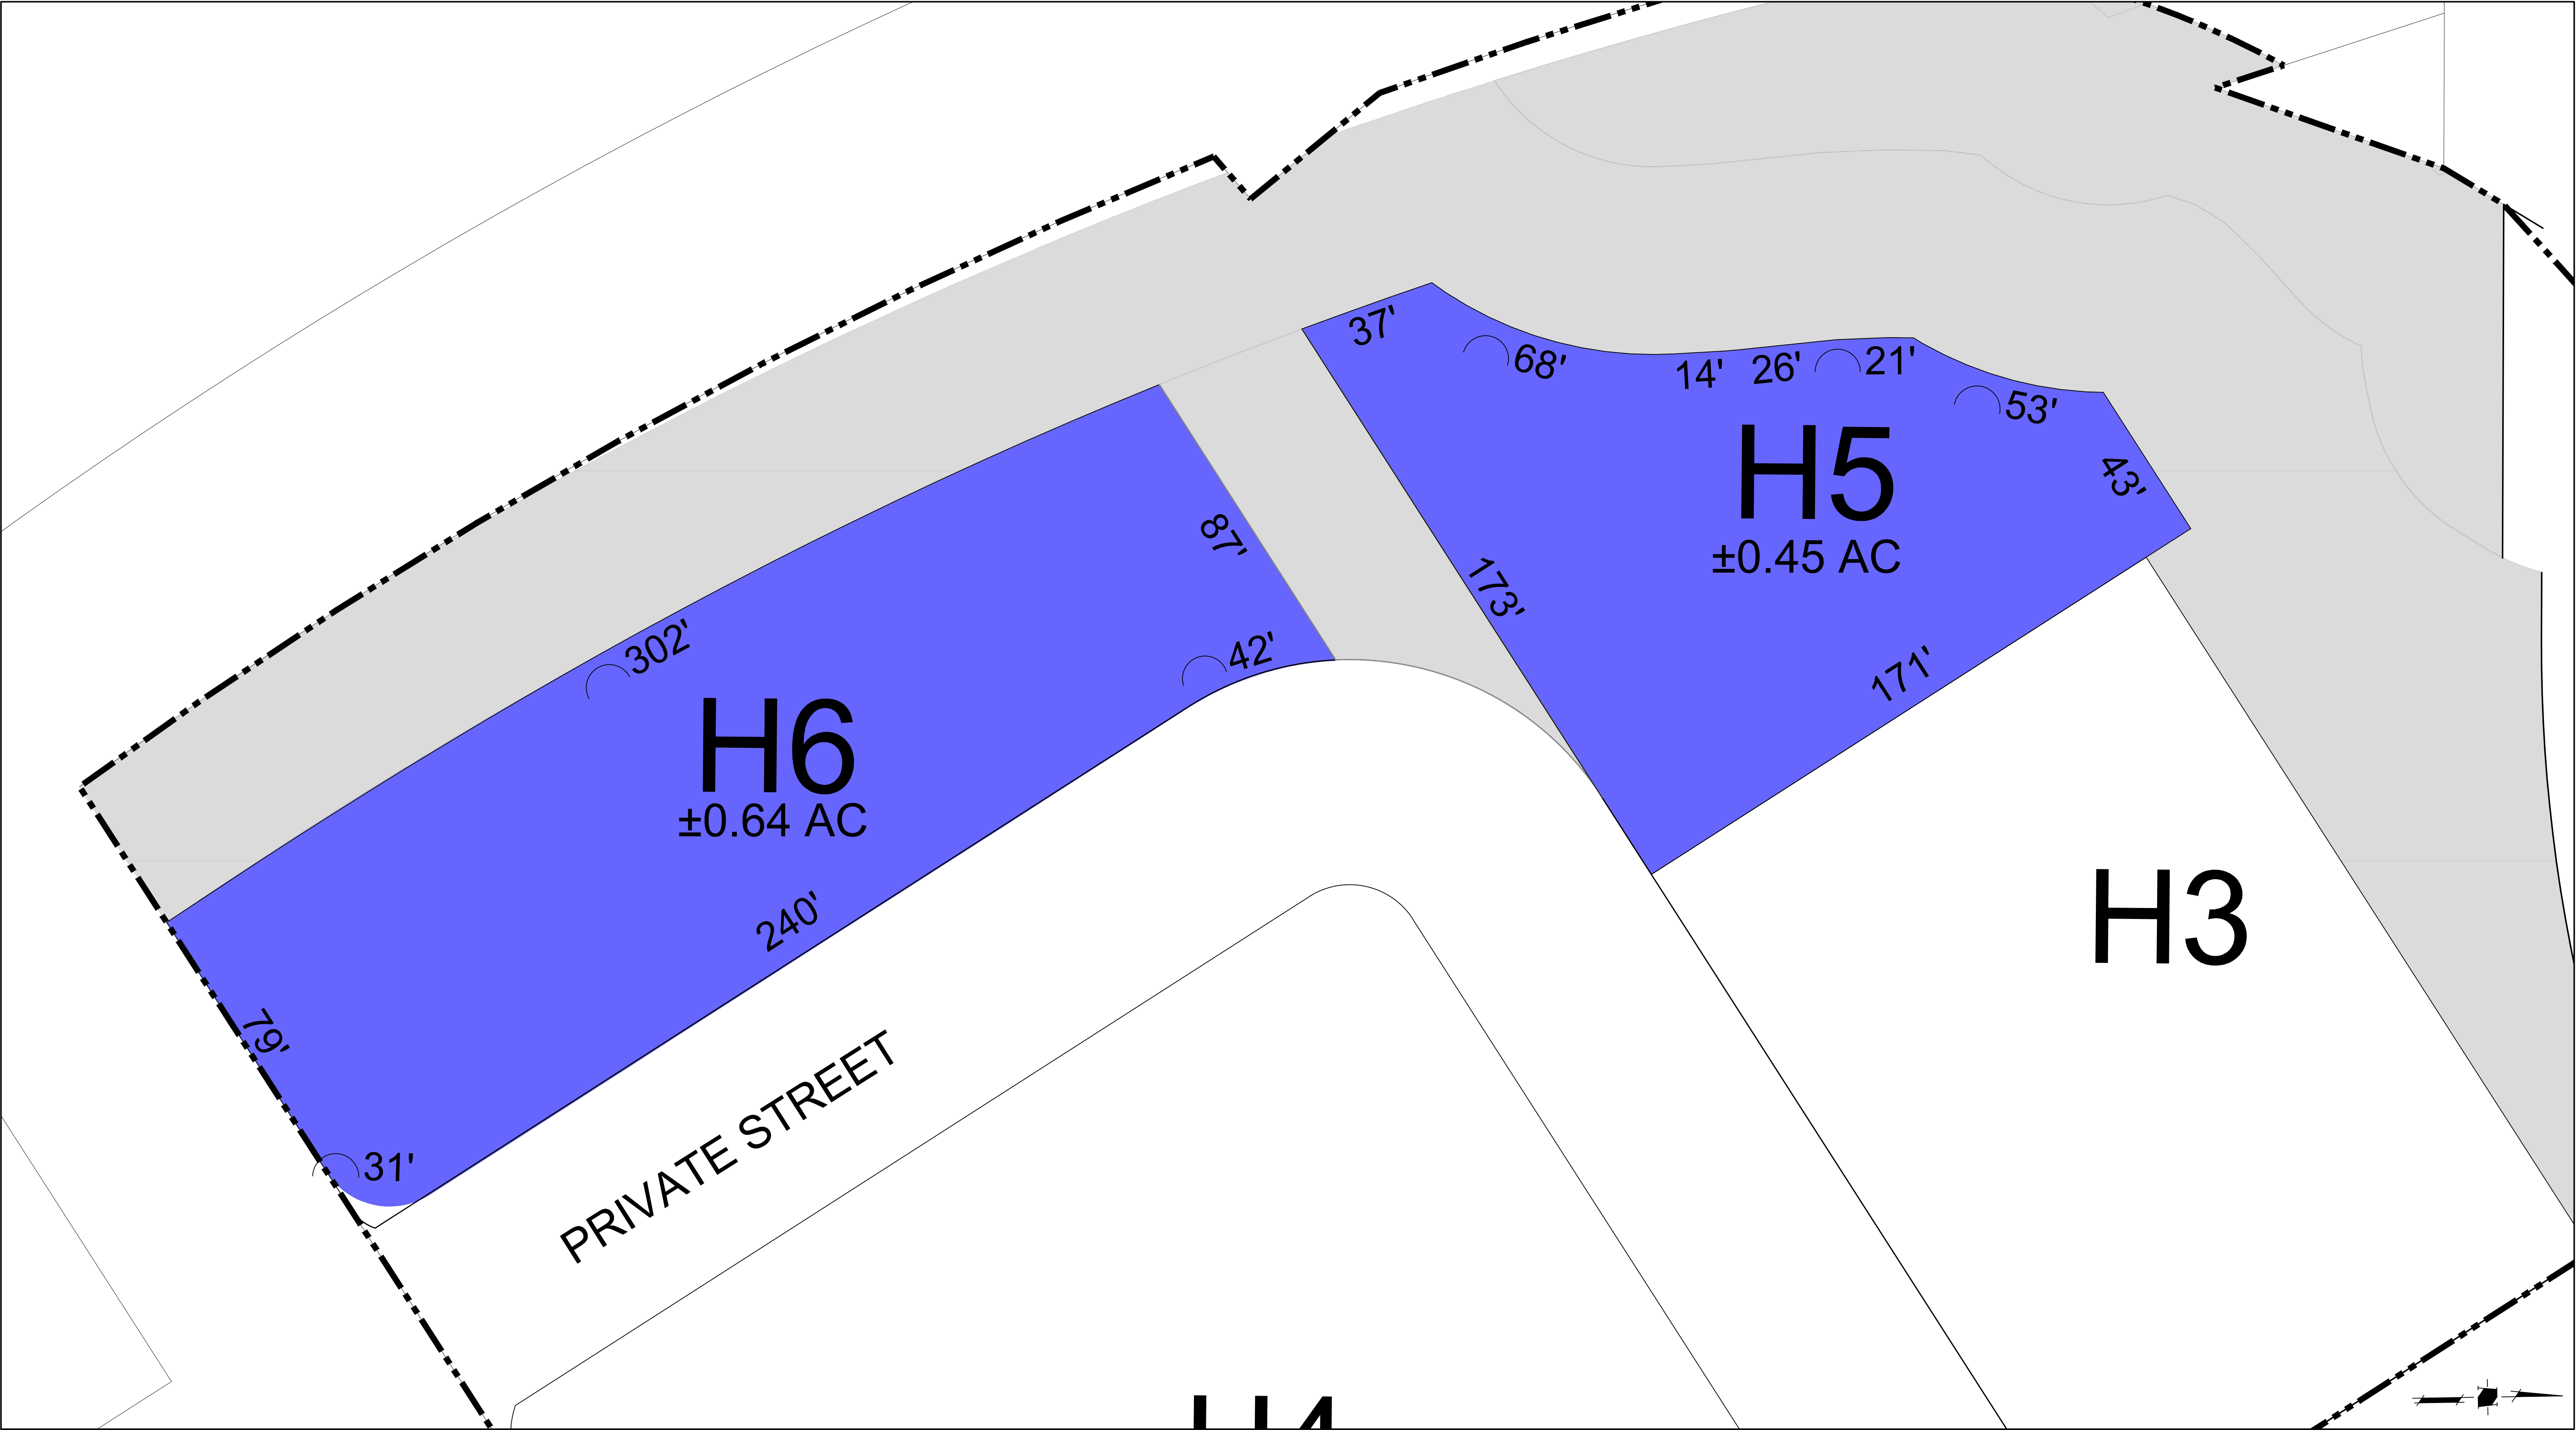 37'
68'
14'
26'
21'
53'
43'
H5
±0.45 AC
87'
173'
171'
302'
42'
H6
±0.64 AC
240'
H3
79'
31'
PRIVATE STREET
H4